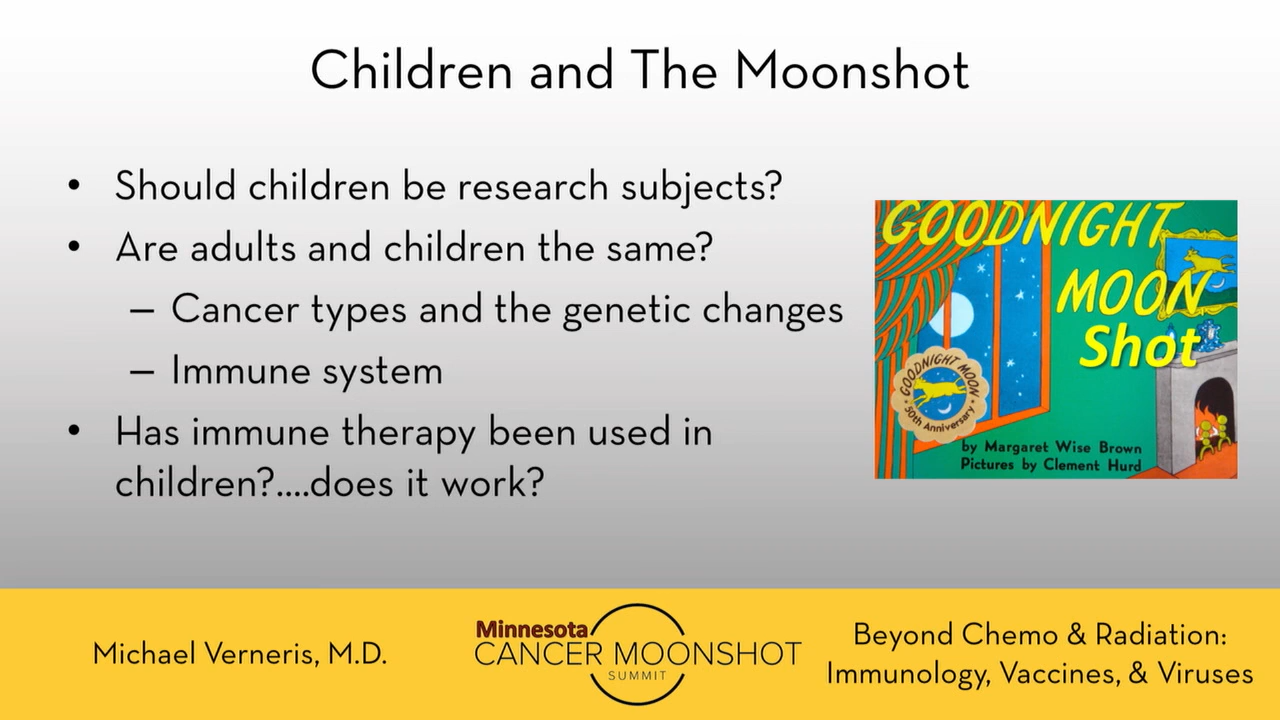 Children and The Moonshot
• Should children be research subjects?
• Are adults and children the same?
– Cancer types and the genetic changes
– Immune system
• Has immune therapy been used in
children?....does it work?
GOODNIGHT
MOON
Shot
GOODNIGHT MOON
50th Anniversary
by Margaret Wise Brown
Pictures by Clement Hurd
Michael Verneris, M.D.
Minnesota
CANCER MOONSHOT
SUMMIT
Beyond Chemo & Radiation:
Immunology, Vaccines, & Viruses